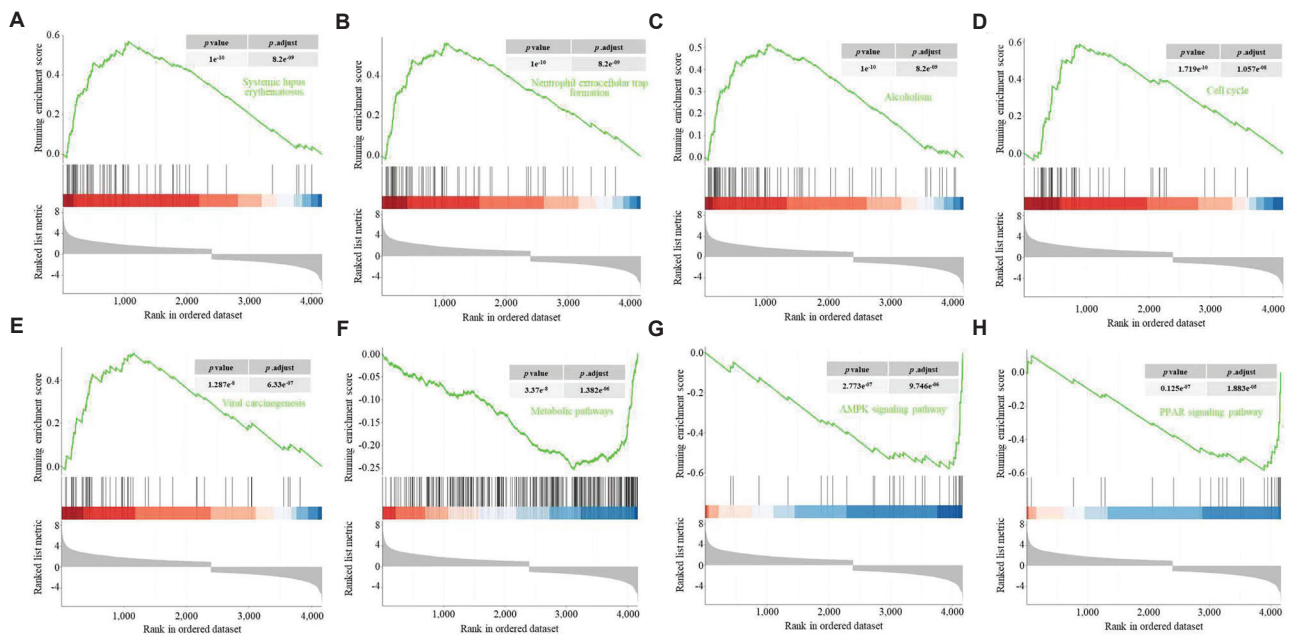 A
Running enrichment score
0.6
0.4
0.2
0.0
p value p .adjust
1e-10 8.2e-09
Systemic lupus
erythematosus
Ranked list metric
8
4
0
−4
1,000 2,000 3,000 4,000
Rank in ordered dataset
B
Running enrichment score
0.4
0.2
0.0
p value p .adjust
1e-10 8.2e-09
Neutrophil extracellular trap
formation
Ranked list metric
8
4
0
−4
1,000 2,000 3,000 4,000
Rank in ordered dataset
C
Running enrichment score
0.5
0.4
0.3
0.2
0.1
0.0
p value p .adjust
1e-10 8.2e-09
Alcoholism
Ranked list metric
8
4
0
−4
1,000 2,000 3,000 4,000
Rank in ordered dataset
D
Running enrichment score
0.6
0.4
0.2
0.0
p value p .adjust
1.719e-10 1.057e-08
Cell cycle
Ranked list metric
8
4
0
−4
1,000 2,000 3,000 4,000
Rank in ordered dataset
E
Running enrichment score
0.4
0.2
0.0
p value p .adjust
1.287e-8 6.33e-07
Viral carcinogenesis
Ranked list metric
8
4
0
−4
1,000 2,000 3,000 4,000
Rank in ordered dataset
F
Running enrichment score
0.00
−0.05
−0.10
−0.15
−0.20
−0.25
p value p .adjust
3.37e-8 1.382e-06
Metabolic pathways
Ranked list metric
8
4
0
−4
1,000 2,000 3,000 4,000
Rank in ordered dataset
G
Running enrichment score
0.0
−0.2
−0.4
−0.6
p value p .adjust
2.773e-07 9.746e-06
AMPK signaling pathway
Ranked list metric
8
4
0
−4
1,000 2,000 3,000 4,000
Rank in ordered dataset
H
Running enrichment score
0.0
−0.2
−0.4
−0.6
p value p .adjust
0.125e-07 1.883e-05
PPAR signaling pathway
Ranked list metric
8
4
0
−4
1,000 2,000 3,000 4,000
Rank in ordered dataset